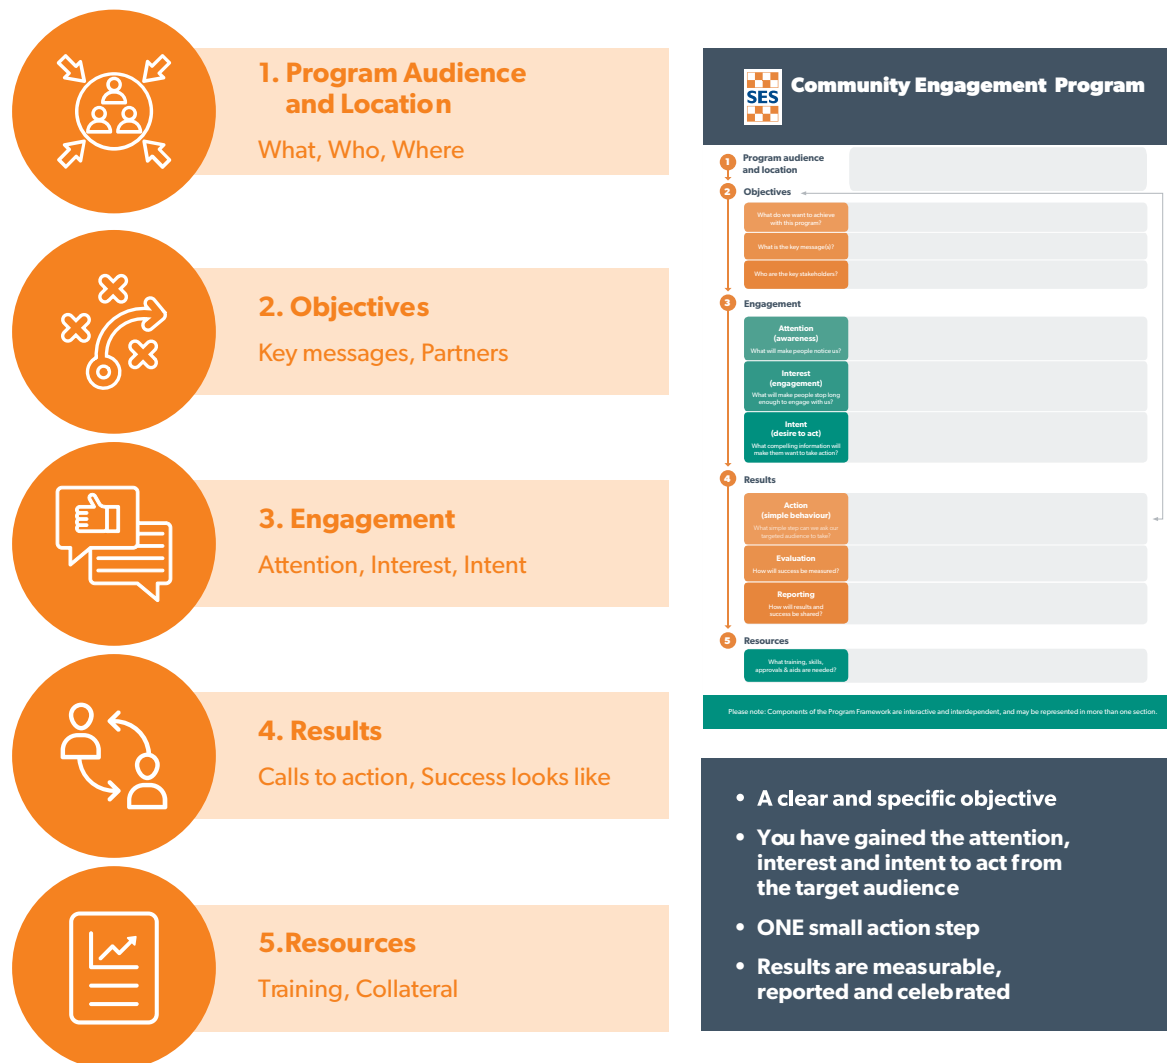 1. Program Audience
and Location
What, Who, Where
2. Objectives
Key messages, Partners
3. Engagement
Attention, Interest, Intent
4. Results
Calls to action, Success looks like
5.Resources
Training, Collateral
SES
Community Engagement Program
1
Program audience
and location
2
Objectives
What do we want to achieve
with this program?
What is the key message(s)?
Who are the key stakeholders?
3
Engagement
Attention
(awareness)
What will make people notice us?
Interest
(engagement)
What will make people stop long
enough to engage with us?
Intent
(desire to act)
What compelling information will
make them want to take action?
4
Results
Action
(simple behaviour)
What simple step can we ask our
targeted audience to take?
Evaluation
How will success be measured?
Reporting
How will results and
success be shared?
5
Resources
What training, skills,
approvals & aids are needed?
Please note: Components of the Program Framework are interactive and interdependent, and may be represented in more than one section.
• A clear and specific objective
• You have gained the attention,
interest and intent to act from
the target audience
• ONE small action step
• Results are measurable,
reported and celebrated